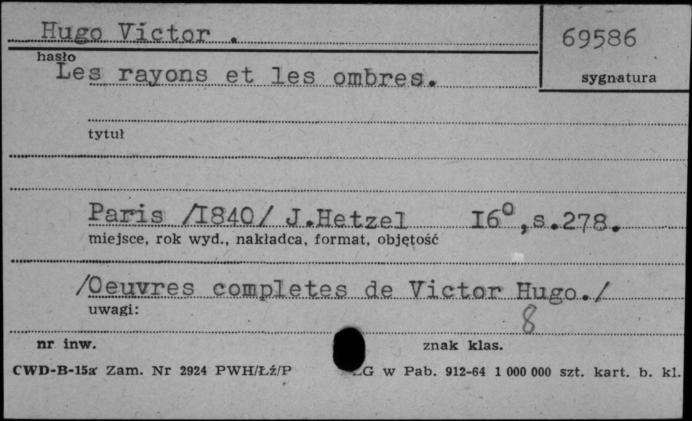 Hugo Victor .
69586
hasło
Les rayons et les ombres.
sygnatura
tytuł
Paris /I840/ J.Hetzel I6⁰,s.278.
miejsce, rok wyd., nakładca, format, objętość
/Oeuvres completes de Victor Hugo./
uwagi:
8
nr inw.
znak klas.
CWD-B-15a Zam. Nr 2924 PWH/Łź/P G w Pab. 912-64 1 000 000 szt. kart. b. kl.